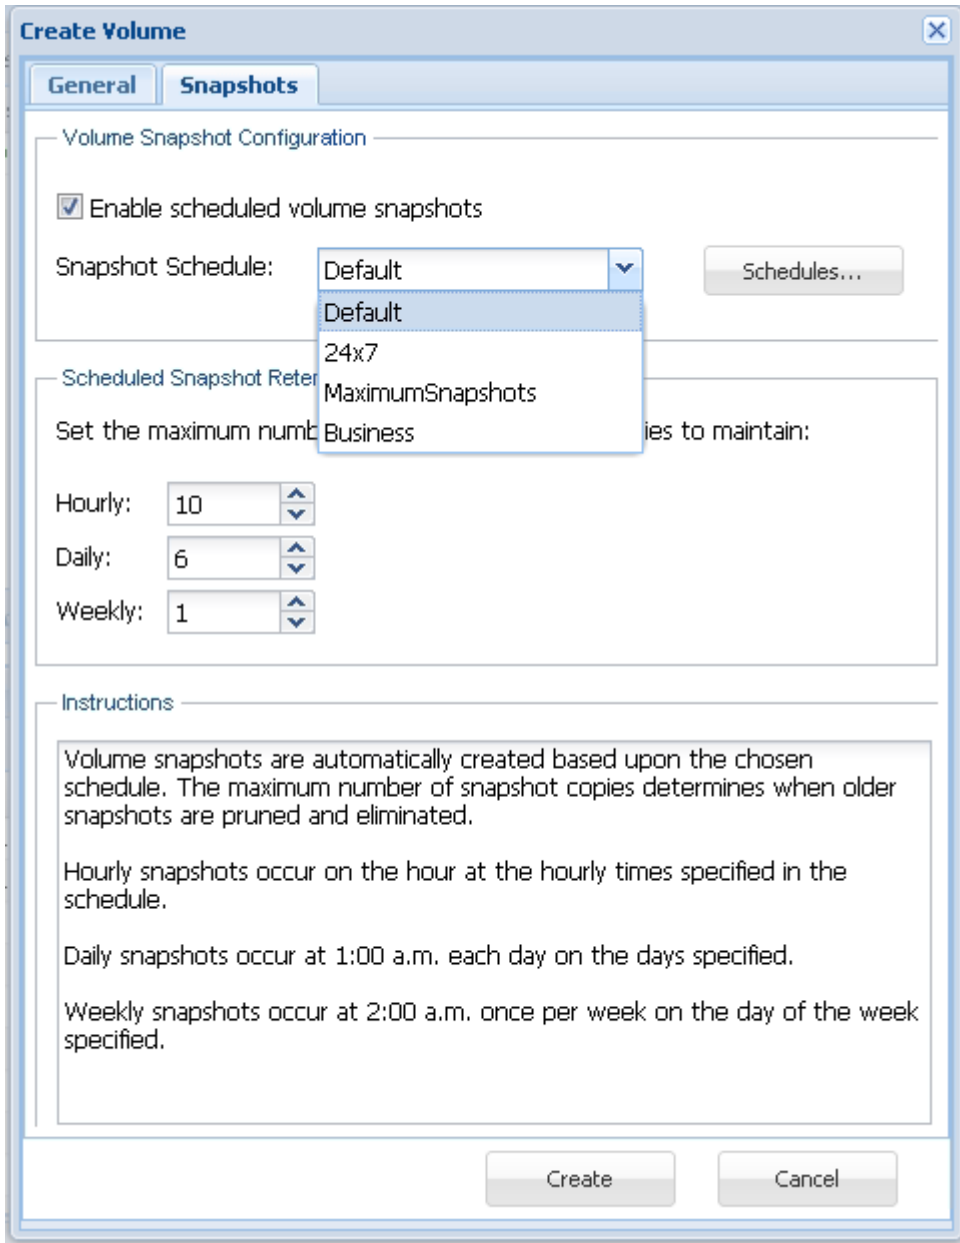 Create Volume
General Snapshots
Volume Snapshot Configuration
Enable scheduled volume snapshots
Snapshot Schedule: Default Schedules...
Default
24x7
MaximumSnapshots
Business
Scheduled Snapshot
Set the maximum to maintain:
Hourly: 10
Daily: 6
Weekly: 1
Instructions
Volume snapshots are automatically created based upon the chosen
schedule. The maximum number of snapshot copies determines when older
snapshots are pruned and eliminated.
Hourly snapshots occur on the hour at the hourly times specified in the
schedule.
Daily snapshots occur at 1:00 a.m. each day on the days specified.
Weekly snapshots occur at 2:00 a.m. once per week on the day of the week
specified.
Create Cancel